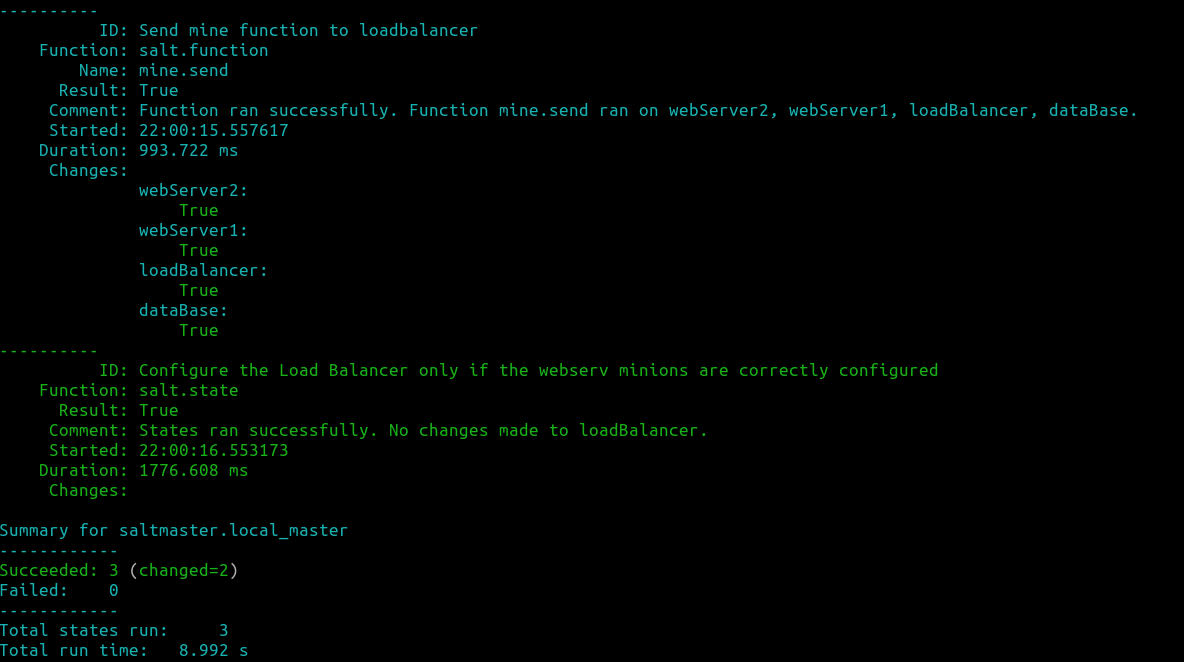 ----------
          ID: Send mine function to loadbalancer
    Function: salt.function
        Name: mine.send
      Result: True
     Comment: Function ran successfully. Function mine.send ran on webServer2, webServer1, loadBalancer, dataBase.
     Started: 22:00:15.557617
    Duration: 993.722 ms
     Changes:
              webServer2:
                  True
              webServer1:
                  True
              loadBalancer:
                  True
              dataBase:
                  True
----------
          ID: Configure the Load Balancer only if the webserv minions are correctly configured
    Function: salt.state
      Result: True
     Comment: States ran successfully. No changes made to loadBalancer.
     Started: 22:00:16.553173
    Duration: 1776.608 ms
     Changes:

Summary for saltmaster.local_master
------------
Succeeded: 3 (changed=2)
Failed:    0
------------
Total states run:     3
Total run time:   8.992 s